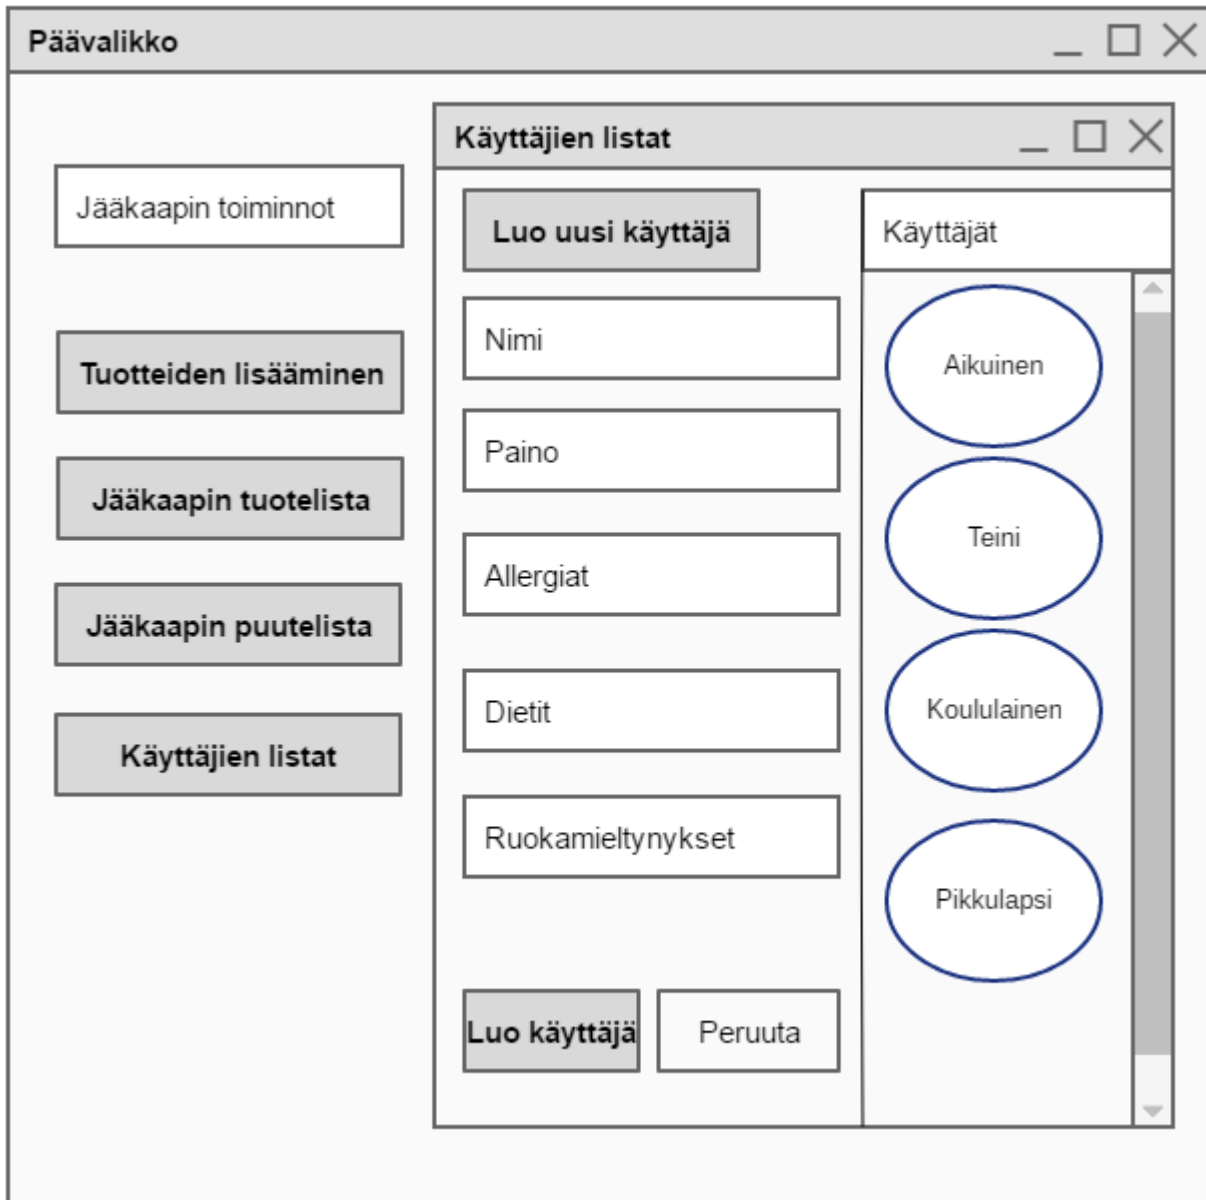 Päävalikko
Jääkaapin toiminnot
Tuotteiden lisääminen
Jääkaapin tuotelista
Jääkaapin puutelista
Käyttäjien listat
Käyttäjien listat
Luo uusi käyttäjä
Nimi
Paino
Allergiat
Dietit
Ruokamieltynykset
Luo käyttäjä
Peruuta
Käyttäjät
Aikuinen
Teini
Koululainen
Pikkulapsi